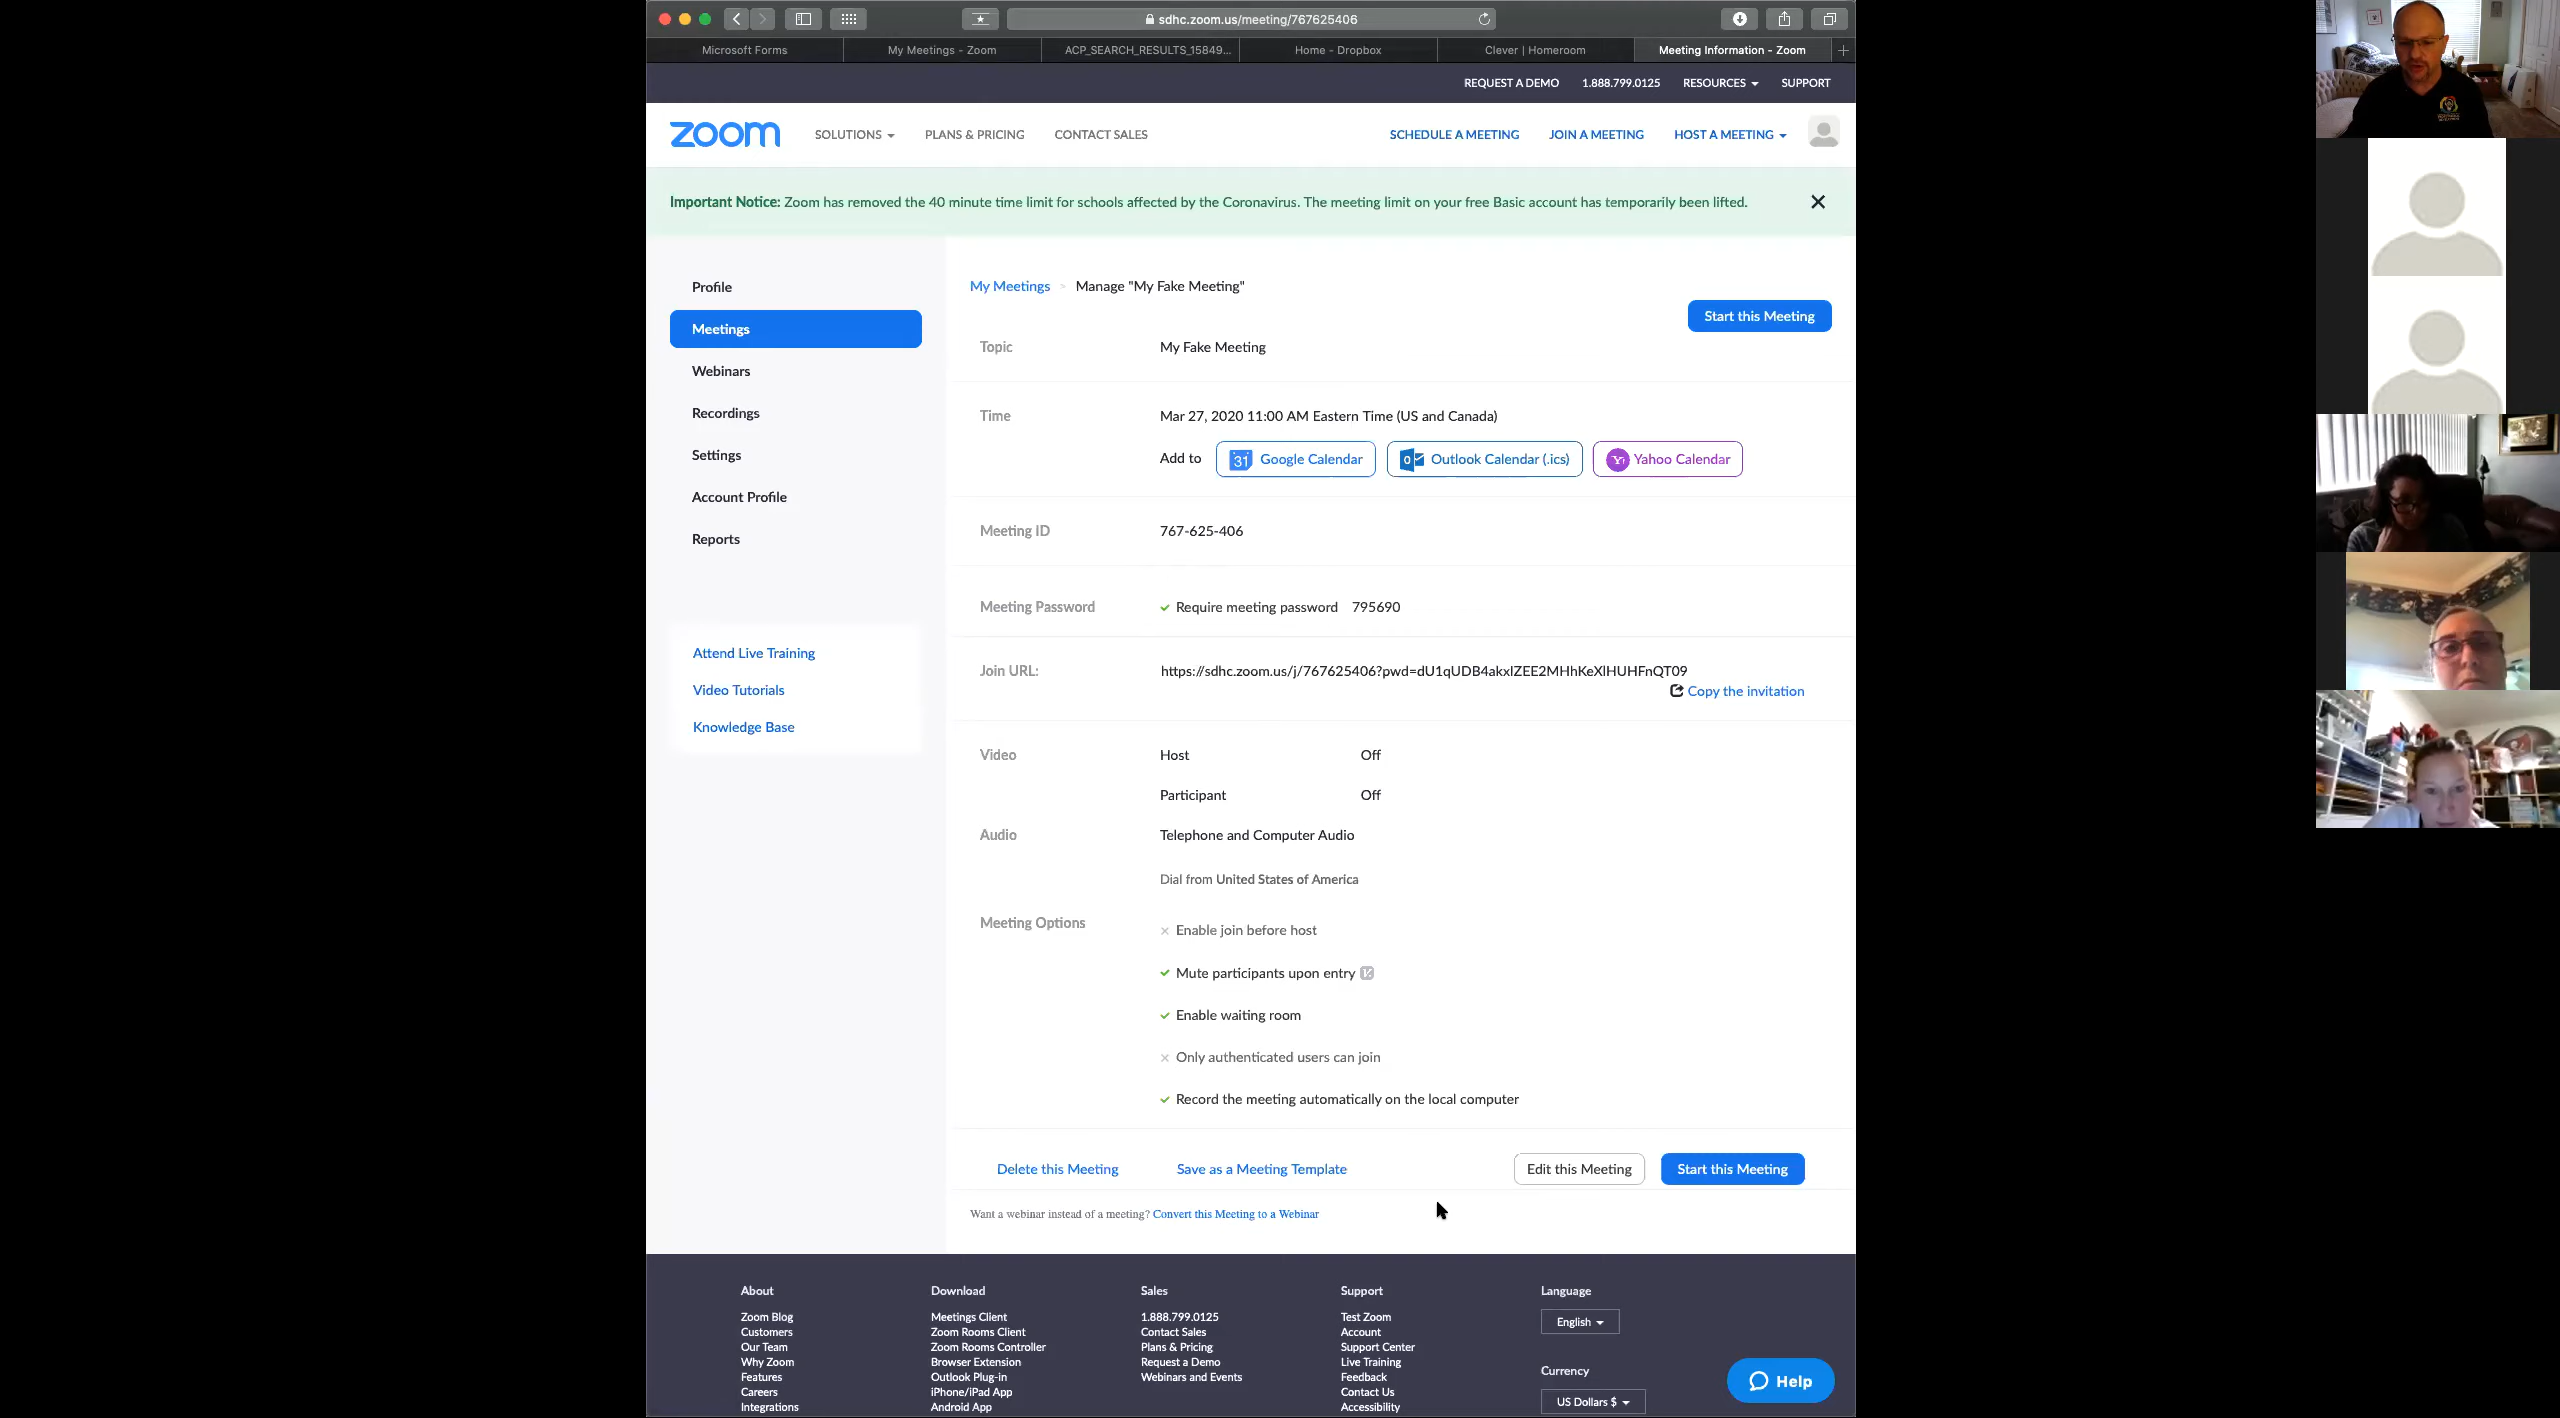 sdhc.zoom.us/meeting/767625406
Microsoft Forms
My Meetings - Zoom
ACP_SEARCH_RESULTS_15849...
Home - Dropbox
Clever | Homeroom
Meeting Information - Zoom
REQUEST A DEMO 1.888.799.0125 RESOURCES SUPPORT
zoom SOLUTIONS PLANS & PRICING CONTACT SALES SCHEDULE A MEETING JOIN A MEETING HOST A MEETING
Important Notice: Zoom has removed the 40 minute time limit for schools affected by the Coronavirus. The meeting limit on your free Basic account has temporarily been lifted.
Profile
Meetings
Webinars
Recordings
Settings
Account Profile
Reports
Attend Live Training
Video Tutorials
Knowledge Base
My Meetings > Manage "My Fake Meeting"
Start this Meeting
Topic My Fake Meeting
Time Mar 27, 2020 11:00 AM Eastern Time (US and Canada)
Add to 31 Google Calendar Outlook Calendar (.ics) Yahoo Calendar
Meeting ID 767-625-406
Meeting Password Require meeting password 795690
Join URL: https://sdhc.zoom.us/j/767625406?pwd=dU1qUDB4akxlZEE2MHhKeXlHUHFnQT09
Copy the invitation
Video Host Off
Participant Off
Audio Telephone and Computer Audio
Dial from United States of America
Meeting Options
Enable join before host
Mute participants upon entry
Enable waiting room
Only authenticated users can join
Record the meeting automatically on the local computer
Delete this Meeting Save as a Meeting Template Edit this Meeting Start this Meeting
Want a webinar instead of a meeting? Convert this Meeting to a Webinar
About
Zoom Blog
Customers
Our Team
Why Zoom
Features
Careers
Integrations
Download
Meetings Client
Zoom Rooms Client
Zoom Rooms Controller
Browser Extension
Outlook Plug-in
iPhone/iPad App
Android App
Sales
1.888.799.0125
Contact Sales
Plans & Pricing
Request a Demo
Webinars and Events
Support
Test Zoom
Account
Support Center
Live Training
Feedback
Contact Us
Accessibility
Language
English
Currency
US Dollars $
Help